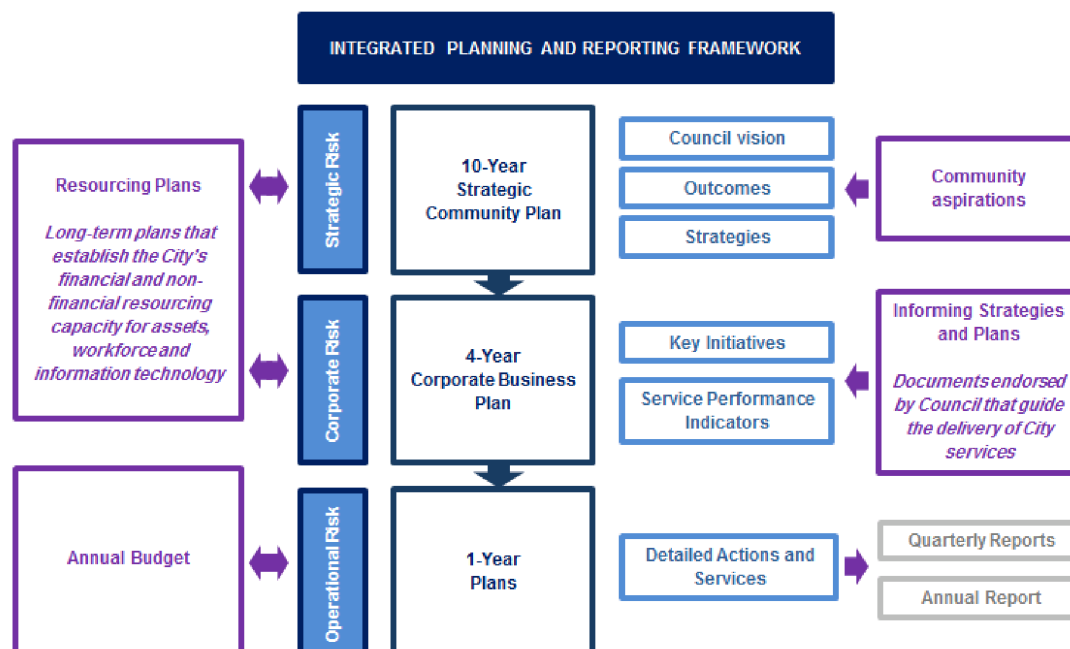 INTEGRATED PLANNING AND REPORTING FRAMEWORK
Resourcing Plans
Long-term plans that
establish the City's
financial and non-
financial resourcing
capacity for assets,
workforce and
information technology
Strategic Risk
10-Year
Strategic
Community Plan
Council vision
Outcomes
Strategies
Community
aspirations
Corporate Risk
4-Year
Corporate Business
Plan
Key Initiatives
Service Performance
Indicators
Informing Strategies
and Plans
Documents endorsed
by Council that guide
the delivery of City
services
Annual Budget
Operational Risk
1-Year
Plans
Detailed Actions and
Services
Quarterly Reports
Annual Report